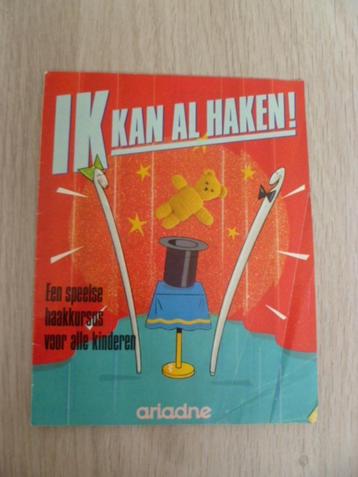 IK KAN AL HAKEN!
Een speelse
haakkursus
voor alle kinderen
ariadne